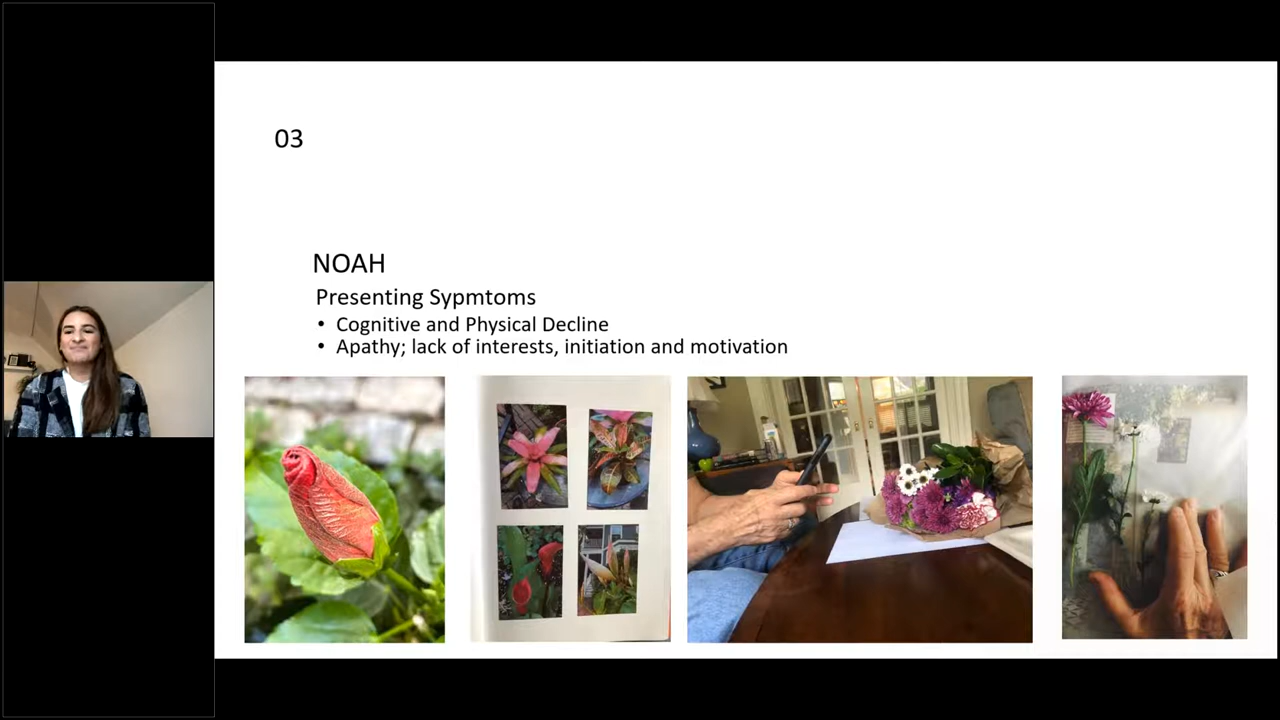 03
NOAH
Presenting Sypmtoms
• Cognitive and Physical Decline
• Apathy; lack of interests, initiation and motivation